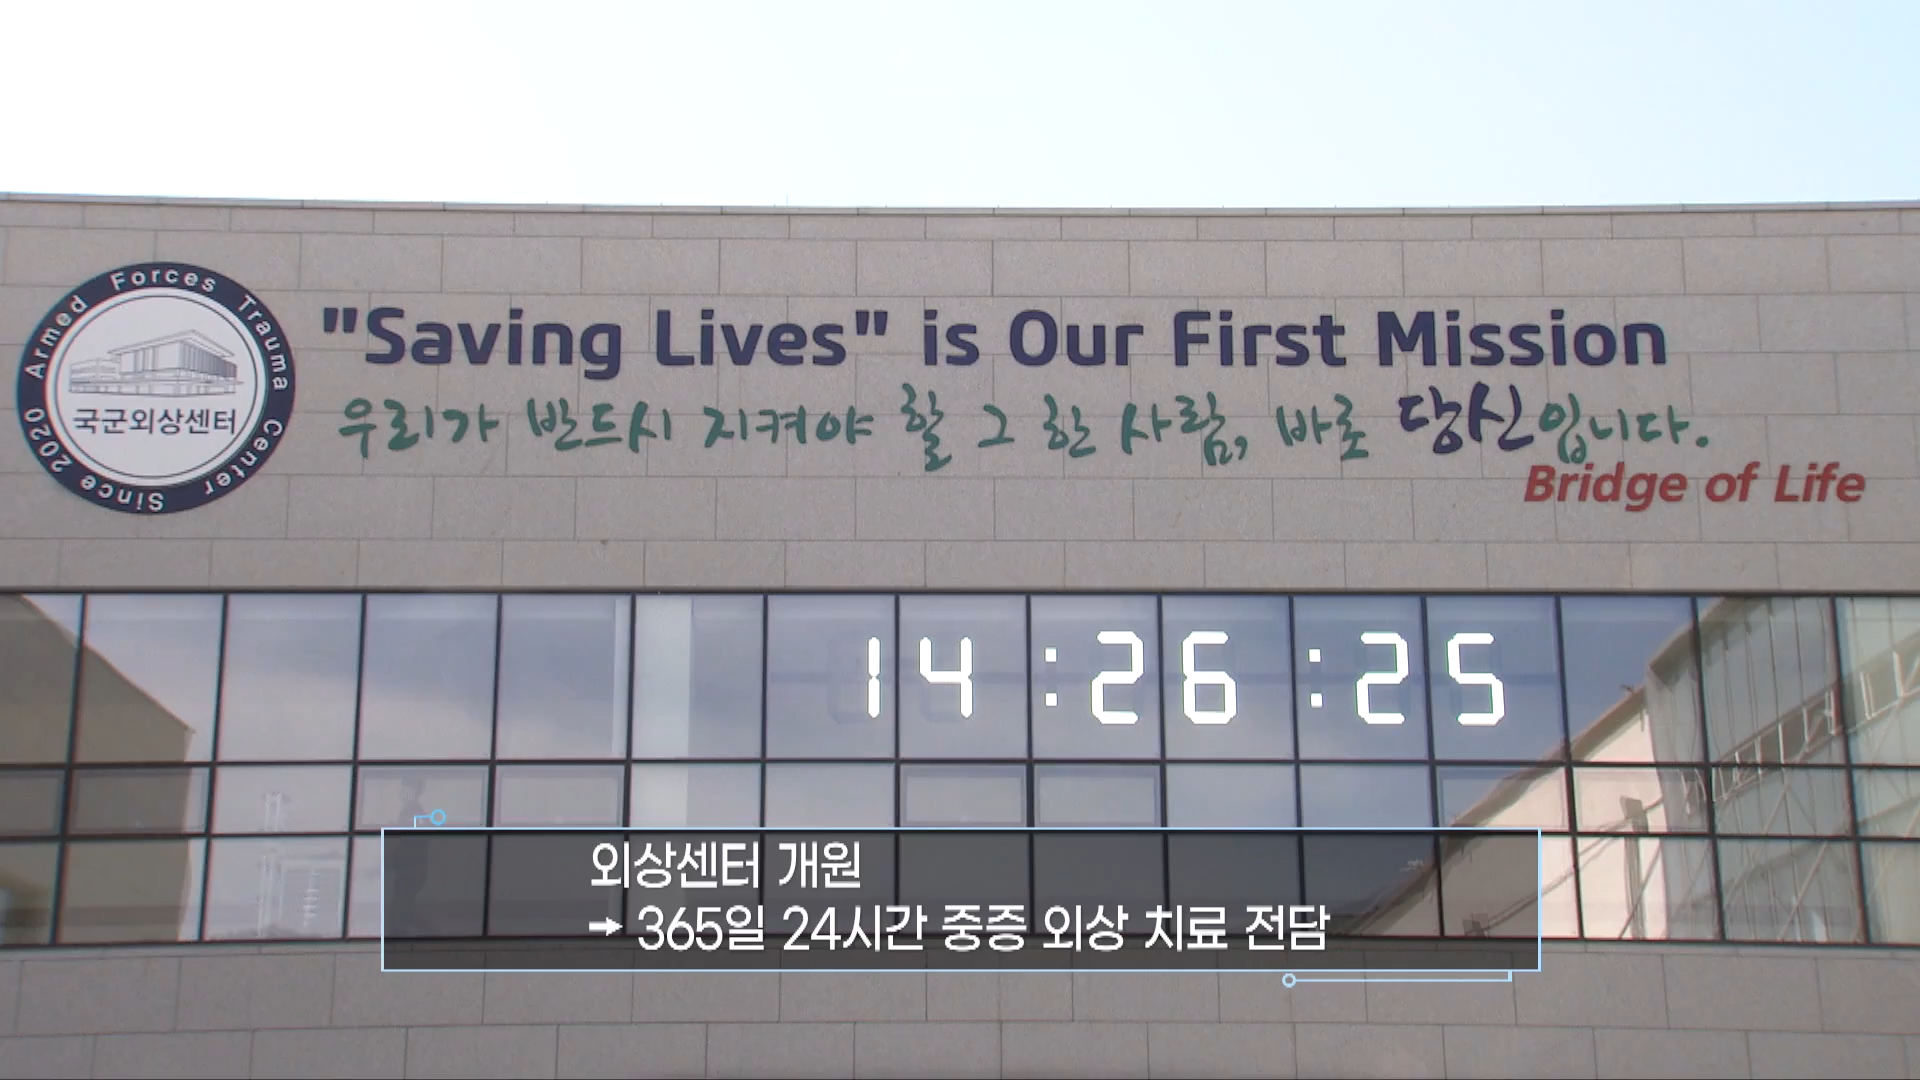 Armed Forces Trauma Center Since 2020
국군외상센터
"Saving Lives" is Our First Mission
우리가 반드시 지켜야 할 그 한 사람, 바로 당신입니다.
Bridge of Life
14:26:25
외상센터 개원
➞ 365일 24시간 중증 외상 치료 전담